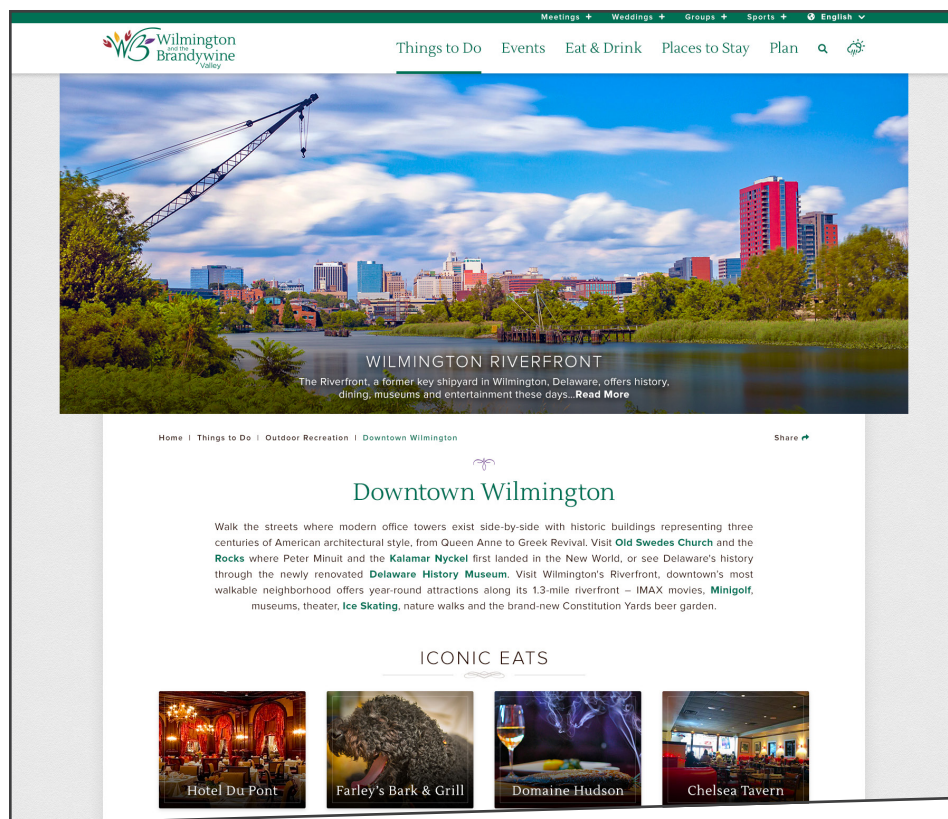 Meetings + Weddings + Groups + Sports + English
Wilmington
and the
Brandywine
Valley
Things to Do Events Eat & Drink Places to Stay Plan
WILMINGTON RIVERFRONT
The Riverfront, a former key shipyard in Wilmington, Delaware, offers history,
dining, museums and entertainment these days...Read More
Home | Things to Do | Outdoor Recreation | Downtown Wilmington
Share
Downtown Wilmington
Walk the streets where modern office towers exist side-by-side with historic buildings representing three
centuries of American architectural style, from Queen Anne to Greek Revival. Visit Old Swedes Church and the
Rocks where Peter Minuit and the Kalamar Nyckel first landed in the New World, or see Delaware's history
through the newly renovated Delaware History Museum. Visit Wilmington's Riverfront, downtown's most
walkable neighborhood offers year-round attractions along its 1.3-mile riverfront – IMAX movies, Minigolf,
museums, theater, Ice Skating, nature walks and the brand-new Constitution Yards beer garden.
ICONIC EATS
Hotel Du Pont
Farley's Bark & Grill
Domaine Hudson
Chelsea Tavern